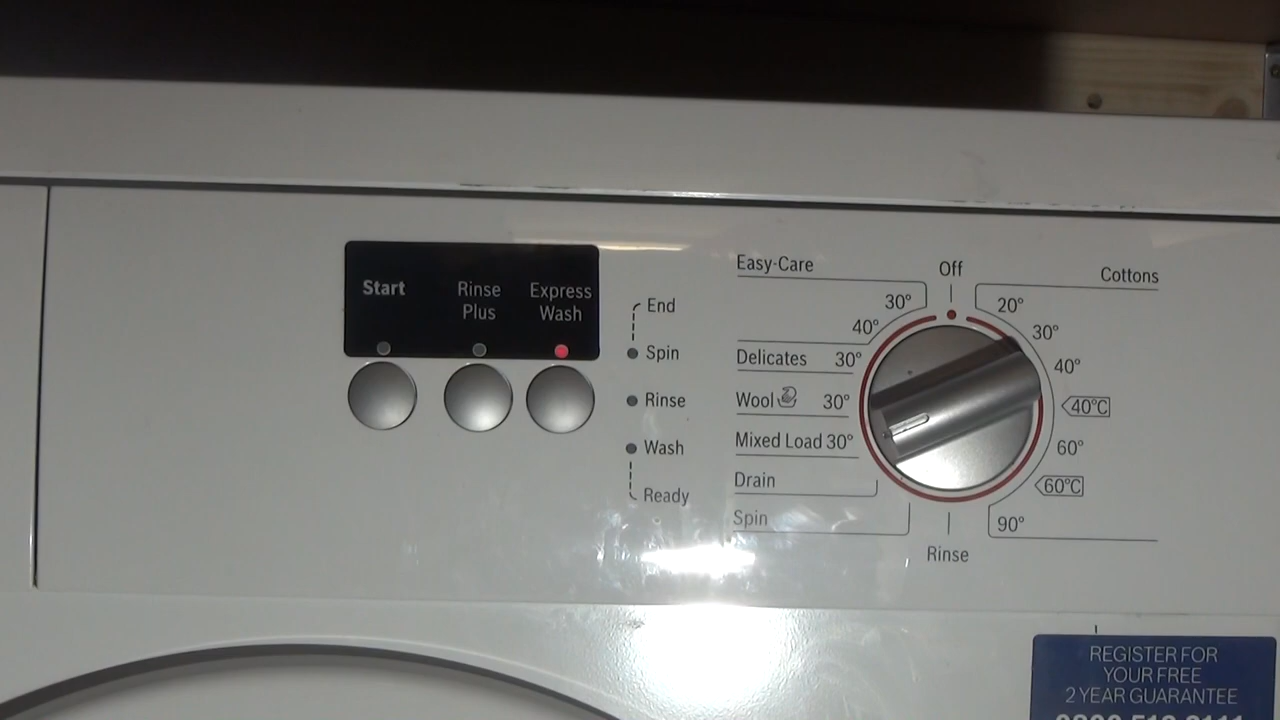 Start
Rinse
Plus
Express
Wash
End
Spin
Rinse
Wash
Ready
Easy-Care
30°
40°
Delicates 30°
Wool 30°
Mixed Load 30°
Drain
Spin
Off
Rinse
Cottons
20°
30°
40°
40°C
60°
60°C
90°
REGISTER FOR
YOUR FREE
2 YEAR GUARANTEE